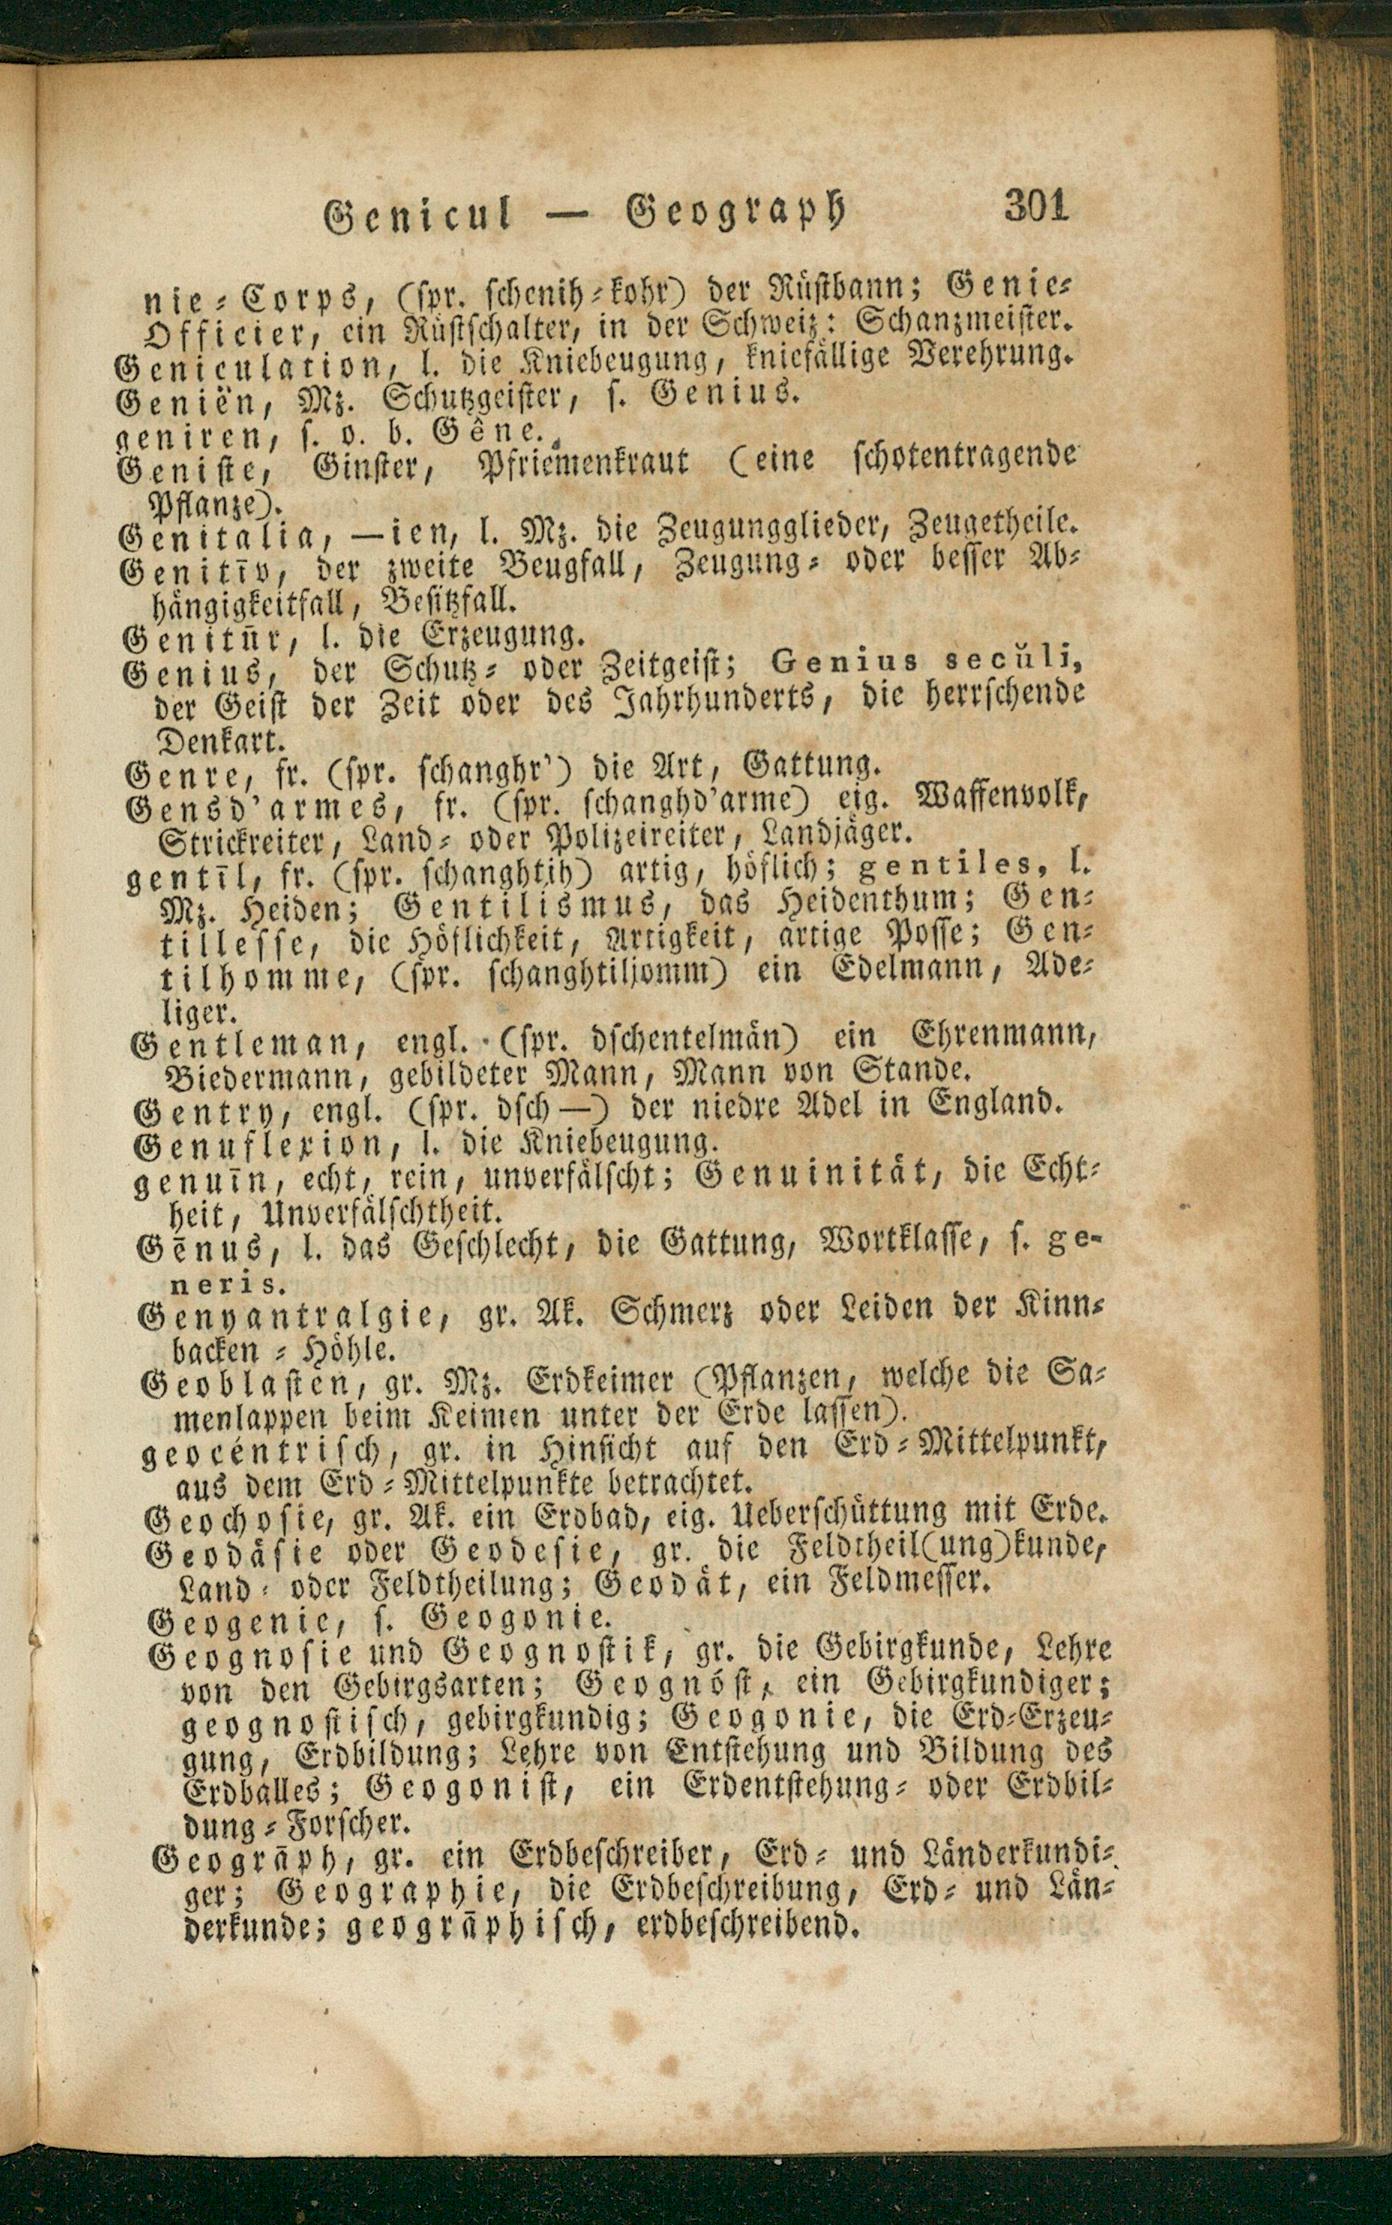 Genicul — Geograph 301
nie-Corps, (spr. schenih-kohr) der Rüstbann; Genie-
Officier, ein Rüstschalter, in der Schweiz: Schanzmeister.
Geniculation, l. die Kniebeugung, kniefällige Verehrung.
Geniën, Mz. Schutzgeister, s. Genius.
geniren, s. o. b. Gêne.
Geniste, Ginster, Pfriemenkraut (eine schotentragende
Pflanze).
Genitalia, —ien, l. Mz. die Zeugungglieder, Zeugetheile.
Genitīv, der zweite Beugfall, Zeugung- oder besser Ab-
hängigkeitfall, Besitzfall.
Genitūr, l. die Erzeugung.
Genius, der Schutz- oder Zeitgeist; Genius secŭli,
der Geist der Zeit oder des Jahrhunderts, die herrschende
Denkart.
Genre, fr. (spr. schanghr') die Art, Gattung.
Gensd'armes, fr. (spr. schanghd'arme) eig. Waffenvolk,
Strickreiter, Land- oder Polizeireiter, Landjäger.
gentīl, fr. (spr. schanghtih) artig, höflich; gentiles, l.
Mz. Heiden; Gentilismus, das Heidenthum; Gen-
tillesse, die Höflichkeit, Artigkeit, artige Posse; Gen-
tilhomme, (spr. schanghtiljomm) ein Edelmann, Ade-
liger.
Gentleman, engl. (spr. dschentelmän) ein Ehrenmann,
Biedermann, gebildeter Mann, Mann von Stande.
Gentry, engl. (spr. dsch—) der niedre Adel in England.
Genuflexion, l. die Kniebeugung.
genuīn, echt, rein, unverfälscht; Genuinität, die Echt-
heit, Unverfälschtheit.
Gēnus, l. das Geschlecht, die Gattung, Wortklasse, s. ge-
neris.
Genyantralgie, gr. Ak. Schmerz oder Leiden der Kinn-
backen-Höhle.
Geoblasten, gr. Mz. Erdkeimer (Pflanzen, welche die Sa-
menlappen beim Keimen unter der Erde lassen).
geocéntrisch, gr. in Hinsicht auf den Erd-Mittelpunkt,
aus dem Erd-Mittelpunkte betrachtet.
Geochosie, gr. Ak. ein Erdbad, eig. Ueberschüttung mit Erde.
Geodäsie oder Geodesie, gr. die Feldtheil(ung)kunde,
Land- oder Feldtheilung; Geodät, ein Feldmesser.
Geogenie, s. Geogonie.
Geognosie und Geognostik, gr. die Gebirgkunde, Lehre
von den Gebirgsarten; Geognóst, ein Gebirgkundiger;
geognostisch, gebirgkundig; Geogonie, die Erd-Erzeu-
gung, Erdbildung; Lehre von Entstehung und Bildung des
Erdballes; Geogonist, ein Erdentstehung- oder Erdbil-
dung-Forscher.
Geogrāph, gr. ein Erdbeschreiber, Erd- und Länderkundi-
ger; Geographie, die Erdbeschreibung, Erd- und Län-
derkunde; geogrāphisch, erdbeschreibend.